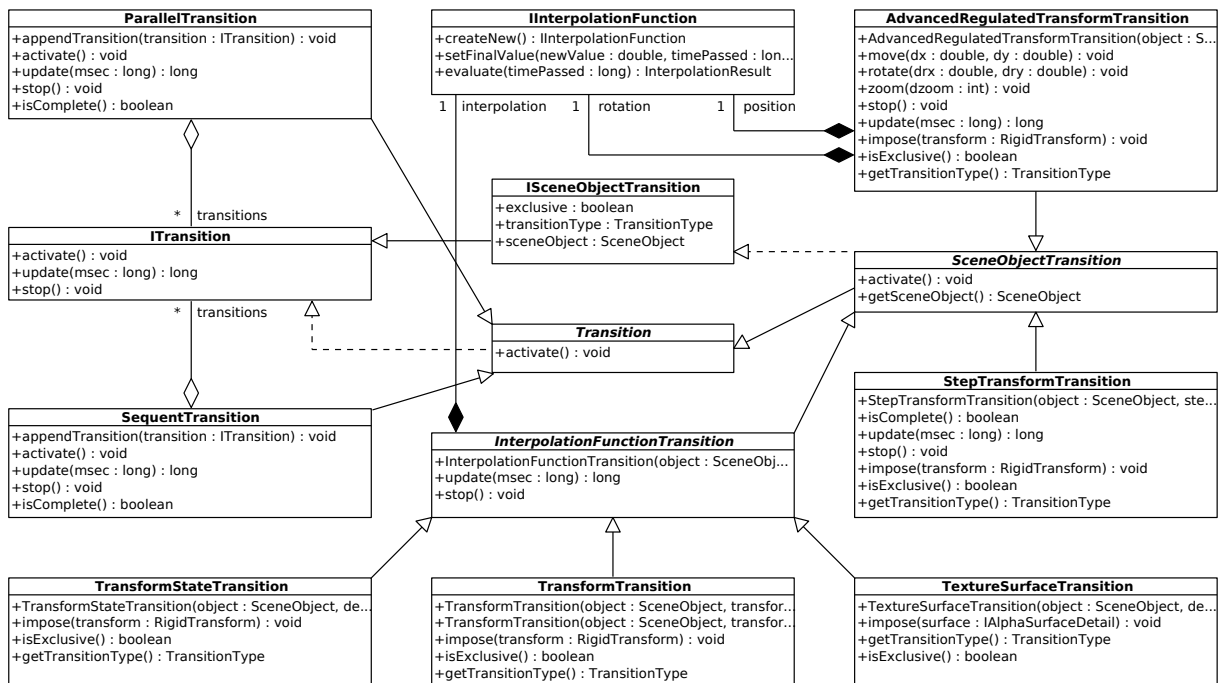 ParallelTransition
+appendTransition(transition : ITransition) : void
+activate() : void
+update(msec : long) : long
+stop() : void
+isComplete() : boolean
IInterpolationFunction
+createNew() : IInterpolationFunction
+setFinalValue(newValue : double, timePassed : lon...
+evaluate(timePassed : long) : InterpolationResult
AdvancedRegulatedTransformTransition
+AdvancedRegulatedTransformTransition(object : S...
+move(dx : double, dy : double) : void
+rotate(drx : double, dry : double) : void
+zoom(dzoom : int) : void
+stop() : void
+update(msec : long) : long
+impose(transform : RigidTransform) : void
+isExclusive() : boolean
+getTransitionType() : TransitionType
1 interpolation
1 rotation
1 position
ISceneObjectTransition
+exclusive : boolean
+transitionType : TransitionType
+sceneObject : SceneObject
* transitions
ITransition
+activate() : void
+update(msec : long) : long
+stop() : void
* transitions
SceneObjectTransition
+activate() : void
+getSceneObject() : SceneObject
Transition
+activate() : void
StepTransformTransition
+StepTransformTransition(object : SceneObject, ste...
+isComplete() : boolean
+update(msec : long) : long
+stop() : void
+impose(transform : RigidTransform) : void
+isExclusive() : boolean
+getTransitionType() : TransitionType
SequentTransition
+appendTransition(transition : ITransition) : void
+activate() : void
+update(msec : long) : long
+stop() : void
+isComplete() : boolean
InterpolationFunctionTransition
+InterpolationFunctionTransition(object : SceneObj...
+update(msec : long) : long
+stop() : void
TransformStateTransition
+TransformStateTransition(object : SceneObject, de...
+impose(transform : RigidTransform) : void
+isExclusive() : boolean
+getTransitionType() : TransitionType
TransformTransition
+TransformTransition(object : SceneObject, transfor...
+TransformTransition(object : SceneObject, transfor...
+impose(transform : RigidTransform) : void
+isExclusive() : boolean
+getTransitionType() : TransitionType
TextureSurfaceTransition
+TextureSurfaceTransition(object : SceneObject, de...
+impose(surface : IAlphaSurfaceDetail) : void
+getTransitionType() : TransitionType
+isExclusive() : boolean